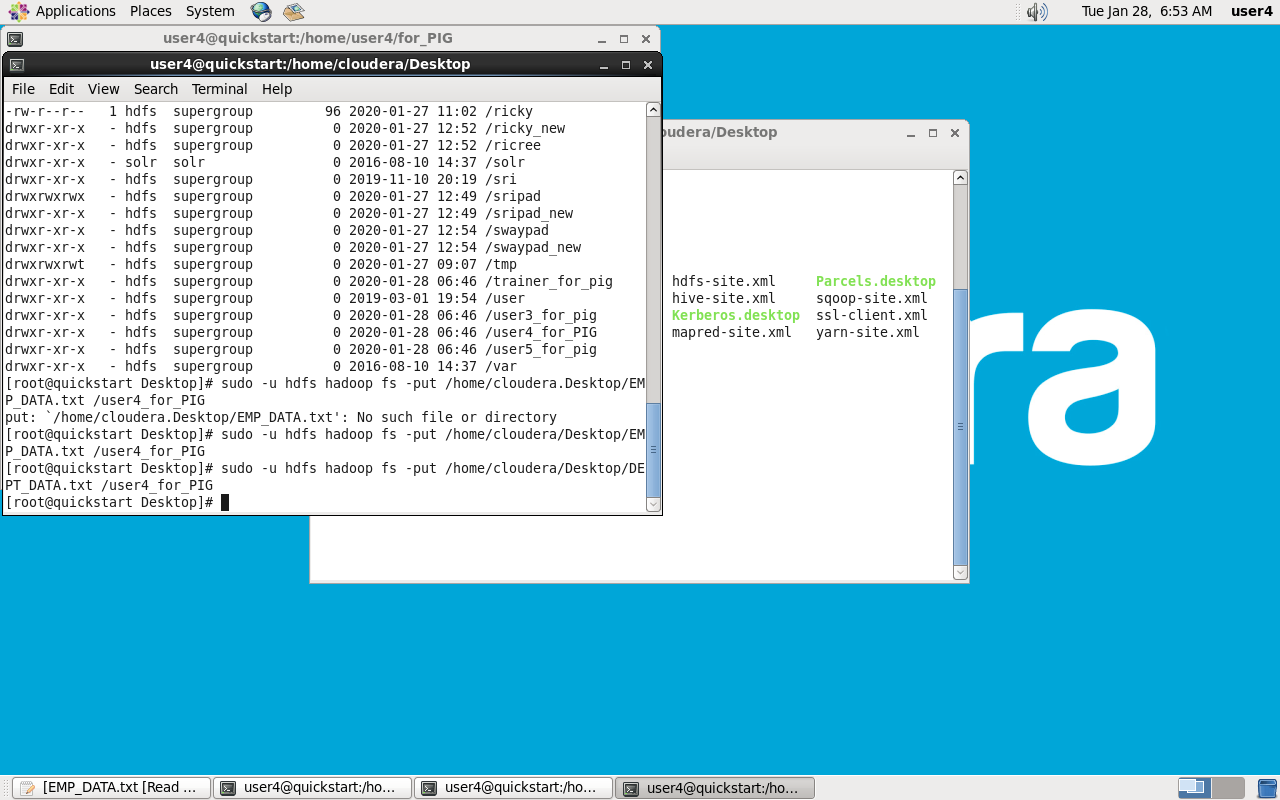 Applications Places System
Tue Jan 28, 6:53 AM user4
user4@quickstart:/home/user4/for_PIG
user4@quickstart:/home/cloudera/Desktop
File Edit View Search Terminal Help
-rw-r--r--   1 hdfs  supergroup         96 2020-01-27 11:02 /ricky
drwxr-xr-x   - hdfs  supergroup          0 2020-01-27 12:52 /ricky_new
drwxr-xr-x   - hdfs  supergroup          0 2020-01-27 12:52 /ricree
drwxr-xr-x   - solr  solr                0 2016-08-10 14:37 /solr
drwxr-xr-x   - hdfs  supergroup          0 2019-11-10 20:19 /sri
drwxrwxrwx   - hdfs  supergroup          0 2020-01-27 12:49 /sripad
drwxr-xr-x   - hdfs  supergroup          0 2020-01-27 12:49 /sripad_new
drwxr-xr-x   - hdfs  supergroup          0 2020-01-27 12:54 /swaypad
drwxr-xr-x   - hdfs  supergroup          0 2020-01-27 12:54 /swaypad_new
drwxrwxrwt   - hdfs  supergroup          0 2020-01-27 09:07 /tmp
drwxr-xr-x   - hdfs  supergroup          0 2020-01-28 06:46 /trainer_for_pig
drwxr-xr-x   - hdfs  supergroup          0 2019-03-01 19:54 /user
drwxr-xr-x   - hdfs  supergroup          0 2020-01-28 06:46 /user3_for_pig
drwxr-xr-x   - hdfs  supergroup          0 2020-01-28 06:46 /user4_for_PIG
drwxr-xr-x   - hdfs  supergroup          0 2020-01-28 06:46 /user5_for_pig
drwxr-xr-x   - hdfs  supergroup          0 2016-08-10 14:37 /var
[root@quickstart Desktop]# sudo -u hdfs hadoop fs -put /home/cloudera.Desktop/EM
P_DATA.txt /user4_for_PIG
put: `/home/cloudera.Desktop/EMP_DATA.txt': No such file or directory
[root@quickstart Desktop]# sudo -u hdfs hadoop fs -put /home/cloudera/Desktop/EM
P_DATA.txt /user4_for_PIG
[root@quickstart Desktop]# sudo -u hdfs hadoop fs -put /home/cloudera/Desktop/DE
PT_DATA.txt /user4_for_PIG
[root@quickstart Desktop]#
oudera/Desktop
hdfs-site.xml Parcels.desktop
hive-site.xml sqoop-site.xml
Kerberos.desktop ssl-client.xml
mapred-site.xml yarn-site.xml
ra
[EMP_DATA.txt [Read ...
user4@quickstart:/ho...
user4@quickstart:/ho...
user4@quickstart:/ho...